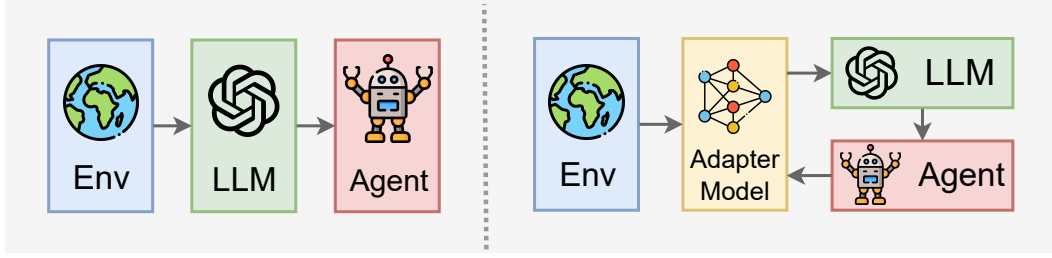 Env
LLM
Agent
Env
Adapter
Model
LLM
Agent